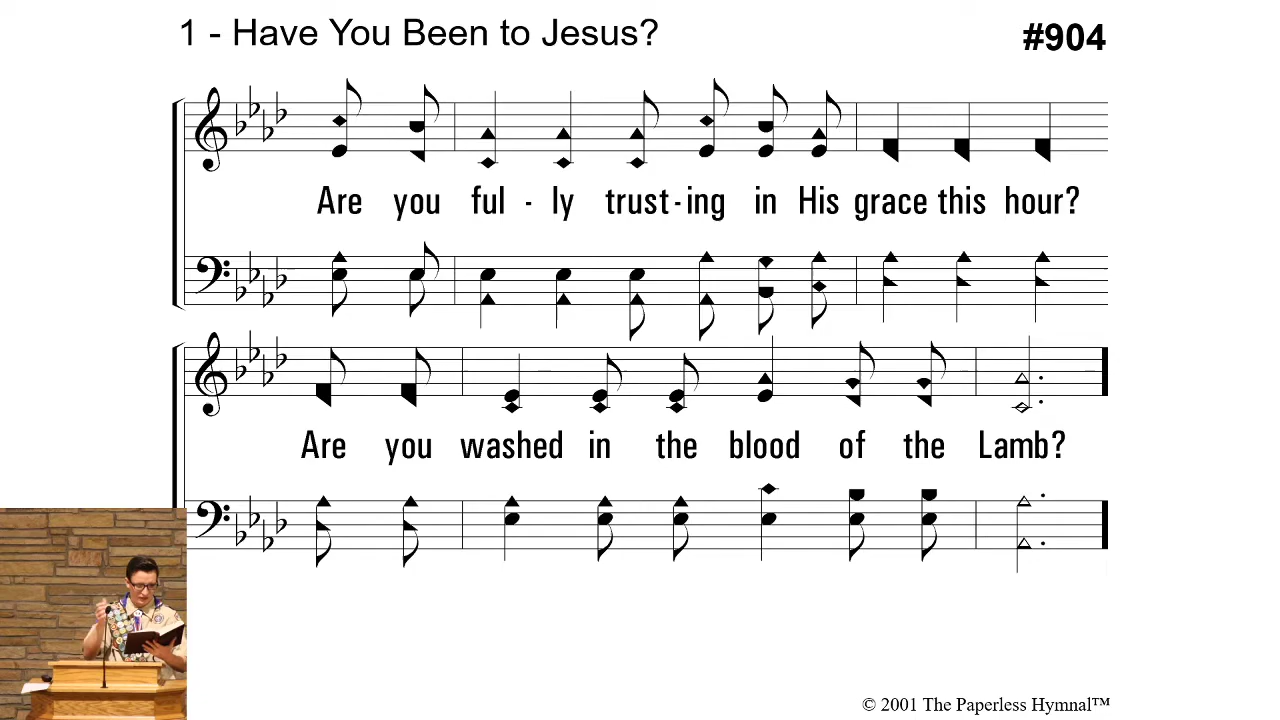 1 - Have You Been to Jesus?
#904
Are you ful - ly trust - ing in His grace this hour?
Are you washed in the blood of the Lamb?
© 2001 The Paperless Hymnal™